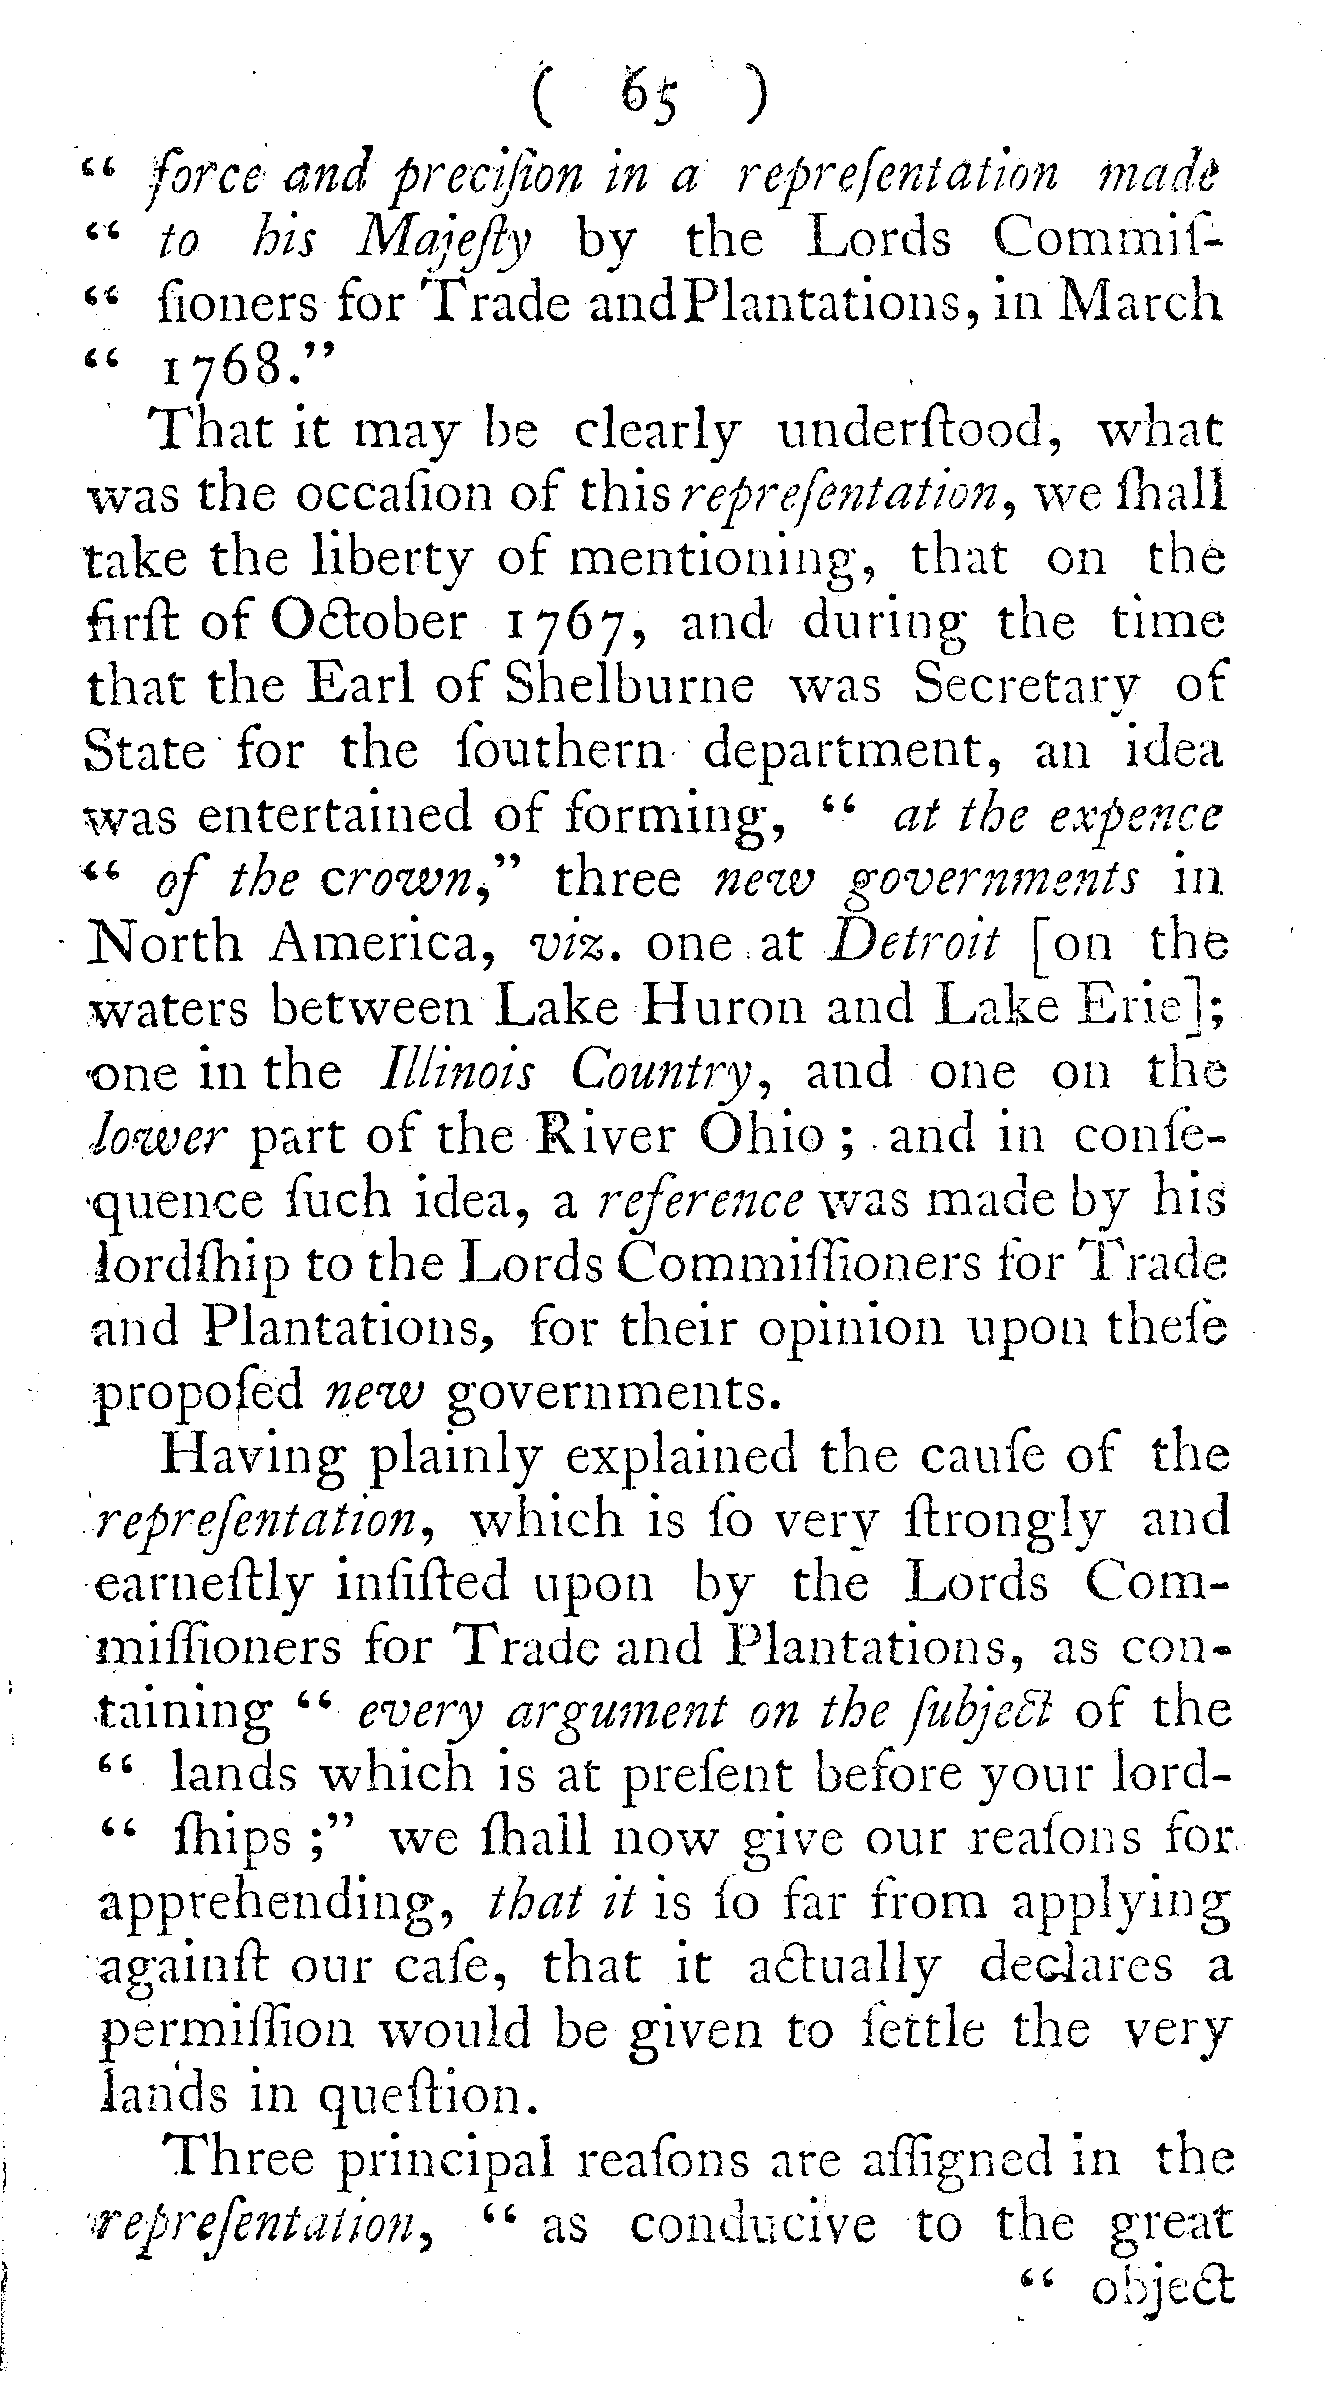 ( 65 )
“ force and preciſion in a repreſentation made
“ to his Majeſty by the Lords Commiſ-
“ ſioners for Trade and Plantations, in March
“ 1768.”
That it may be clearly underſtood, what
was the occaſion of this repreſentation, we ſhall
take the liberty of mentioning, that on the
firſt of October 1767, and during the time
that the Earl of Shelburne was Secretary of
State for the ſouthern department, an idea
was entertained of forming, “ at the expence
“ of the crown,” three new governments in
North America, viz. one at Detroit [on the
waters between Lake Huron and Lake Erie];
one in the Illinois Country, and one on the
lower part of the River Ohio ; and in conſe-
quence ſuch idea, a reference was made by his
lordſhip to the Lords Commiſſioners for Trade
and Plantations, for their opinion upon theſe
propoſed new governments.
Having plainly explained the cauſe of the
repreſentation, which is ſo very ſtrongly and
earneſtly inſiſted upon by the Lords Com-
miſſioners for Trade and Plantations, as con-
taining “ every argument on the ſubject of the
“ lands which is at preſent before your lord-
“ ſhips ;” we ſhall now give our reaſons for
apprehending, that it is ſo far from applying
againſt our caſe, that it actually declares a
permiſſion would be given to ſettle the very
lands in queſtion.
Three principal reaſons are aſſigned in the
repreſentation, “ as conducive to the great
“ object